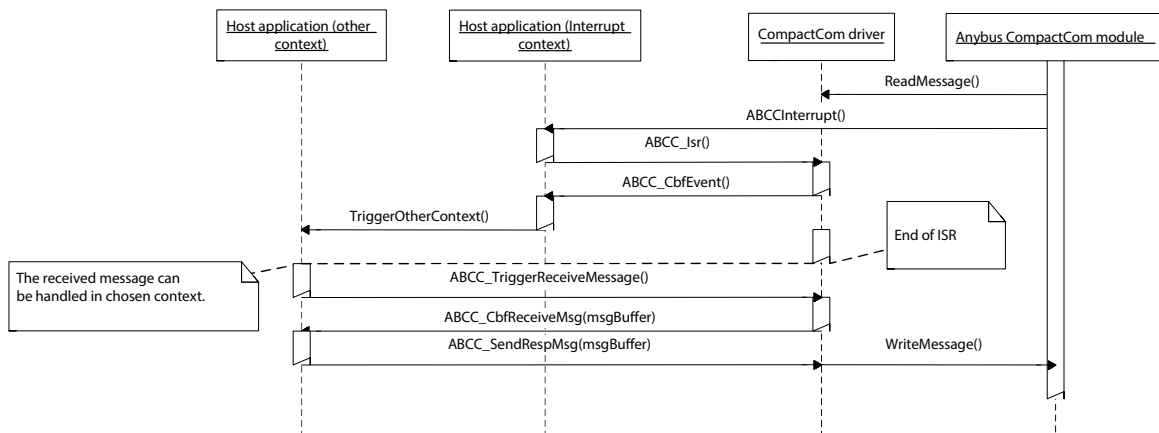 Host application (other
context)
Host application (Interrupt
context)
CompactCom driver
Anybus CompactCom module
ReadMessage()
ABCCInterrupt()
ABCC_Isr()
ABCC_CbfEvent()
TriggerOtherContext()
End of ISR
The received message can
be handled in chosen context.
ABCC_TriggerReceiveMessage()
ABCC_CbfReceiveMsg(msgBuffer)
ABCC_SendRespMsg(msgBuffer)
WriteMessage()